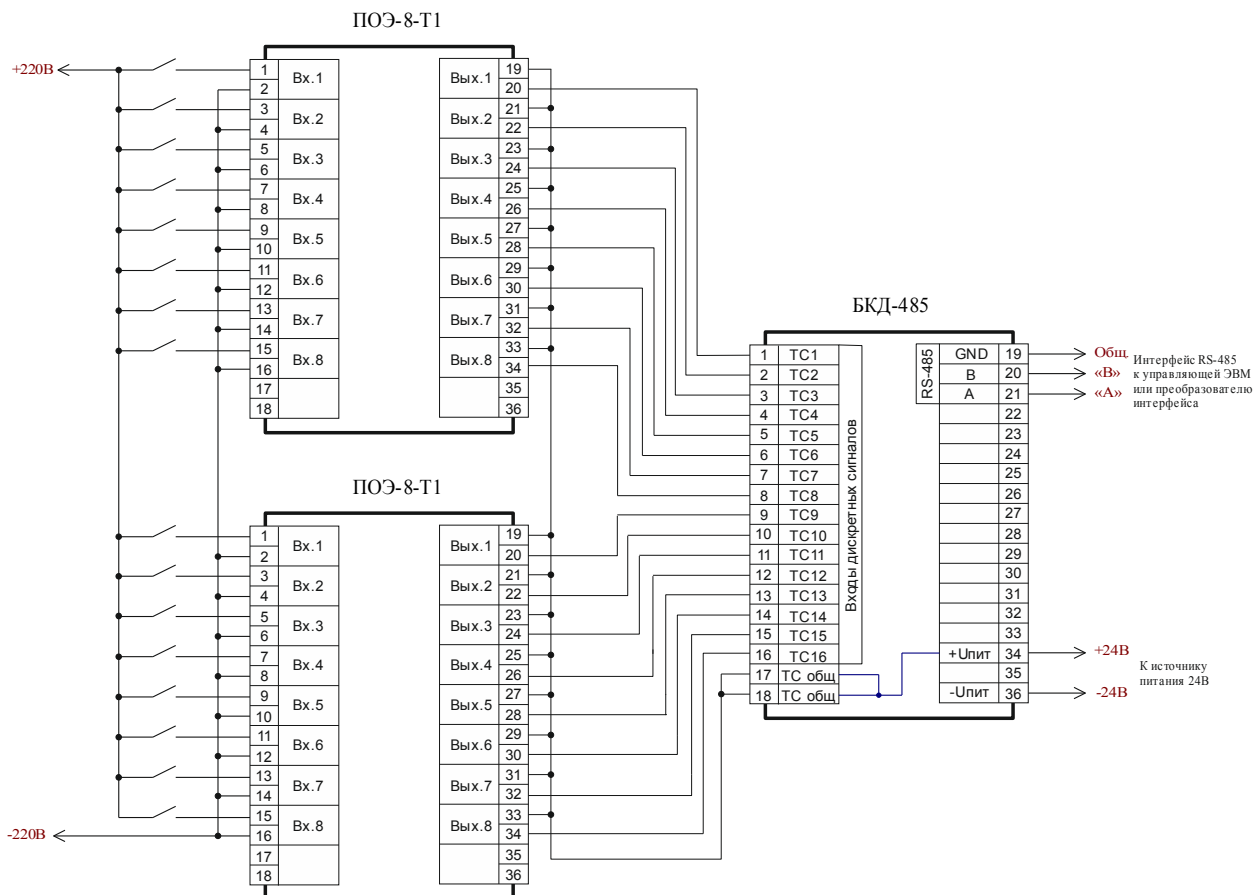 ПОЭ-8-Т1
+220В
1 Вх.1 Вых.1 19
2 20
3 Вх.2 Вых.2 21
4 22
5 Вх.3 Вых.3 23
6 24
7 Вх.4 Вых.4 25
8 26
9 Вх.5 Вых.5 27
10 28
11 Вх.6 Вых.6 29
12 30
13 Вх.7 Вых.7 31
14 32
15 Вх.8 Вых.8 33
16 34
17 35
18 36
ПОЭ-8-Т1
1 Вх.1 Вых.1 19
2 20
3 Вх.2 Вых.2 21
4 22
5 Вх.3 Вых.3 23
6 24
7 Вх.4 Вых.4 25
8 26
9 Вх.5 Вых.5 27
10 28
11 Вх.6 Вых.6 29
12 30
13 Вх.7 Вых.7 31
14 32
15 Вх.8 Вых.8 33
16 34
17 35
18 36
-220В
БКД-485
1 ТС1
2 ТС2
3 ТС3
4 ТС4
5 ТС5
6 ТС6
7 ТС7
8 ТС8
9 ТС9
10 ТС10
11 ТС11
12 ТС12
13 ТС13
14 ТС14
15 ТС15
16 ТС16
17 ТС общ
18 ТС общ
Входы дискретных сигналов
RS-485
GND 19
B 20
A 21
22
23
24
25
26
27
28
29
30
31
32
33
+Uпит 34
35
-Uпит 36
Общ.
«В»
«А»
Интерфейс RS-485
к управляющей ЭВМ
или преобразователю
интерфейса
+24В
-24В
К источнику
питания 24В